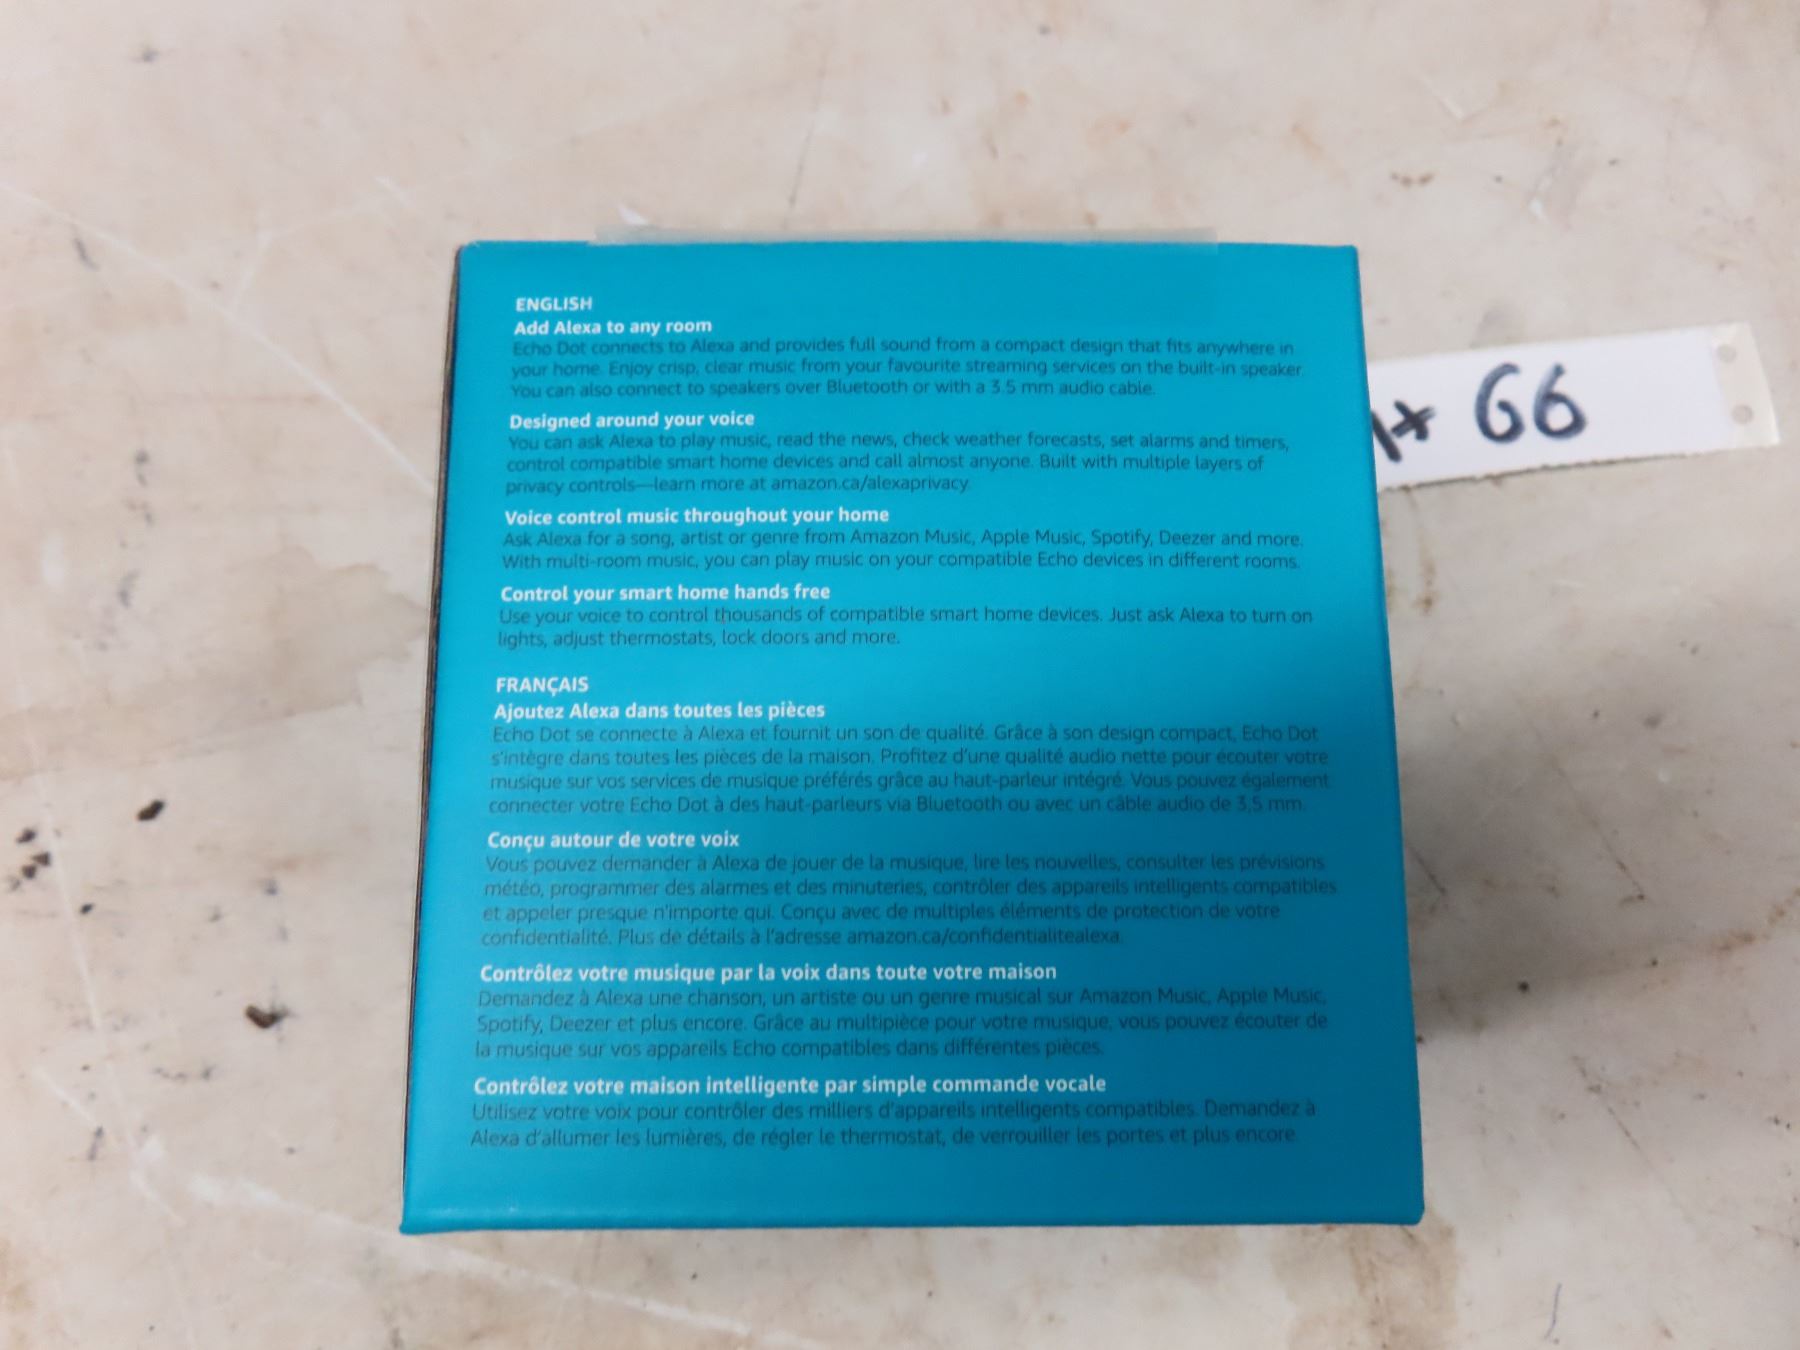 ENGLISH
Add Alexa to any room
Echo Dot connects to Alexa and provides full sound from a compact design that fits anywhere in
your home. Enjoy crisp, clear music from your favourite streaming services on the built-in speaker.
You can also connect to speakers over Bluetooth or with a 3.5 mm audio cable.
Designed around your voice
You can ask Alexa to play music, read the news, check weather forecasts, set alarms and timers,
control compatible smart home devices and call almost anyone. Built with multiple layers of
privacy controls—learn more at amazon.ca/alexaprivacy.
Voice control music throughout your home
Ask Alexa for a song, artist or genre from Amazon Music, Apple Music, Spotify, Deezer and more.
With multi-room music, you can play music on your compatible Echo devices in different rooms.
Control your smart home hands free
Use your voice to control thousands of compatible smart home devices. Just ask Alexa to turn on
lights, adjust thermostats, lock doors and more.
FRANÇAIS
Ajoutez Alexa dans toutes les pièces
Echo Dot se connecte à Alexa et fournit un son de qualité. Grâce à son design compact, Echo Dot
s'intègre dans toutes les pièces de la maison. Profitez d'une qualité audio nette pour écouter votre
musique sur vos services de musique préférés grâce au haut-parleur intégré. Vous pouvez également
connecter votre Echo Dot à des haut-parleurs via Bluetooth ou avec un câble audio de 3,5 mm.
Conçu autour de votre voix
Vous pouvez demander à Alexa de jouer de la musique, lire les nouvelles, consulter les prévisions
météo, programmer des alarmes et des minuteries, contrôler des appareils intelligents compatibles
et appeler presque n'importe qui. Conçu avec de multiples éléments de protection de votre
confidentialité. Plus de détails à l'adresse amazon.ca/confidentialitealexa.
Contrôlez votre musique par la voix dans toute votre maison
Demandez à Alexa une chanson, un artiste ou un genre musical sur Amazon Music, Apple Music,
Spotify, Deezer et plus encore. Grâce au multipièce pour votre musique, vous pouvez écouter de
la musique sur vos appareils Echo compatibles dans différentes pièces.
Contrôlez votre maison intelligente par simple commande vocale
Utilisez votre voix pour contrôler des milliers d'appareils intelligents compatibles. Demandez à
Alexa d'allumer les lumières, de régler le thermostat, de verrouiller les portes et plus encore.
G6